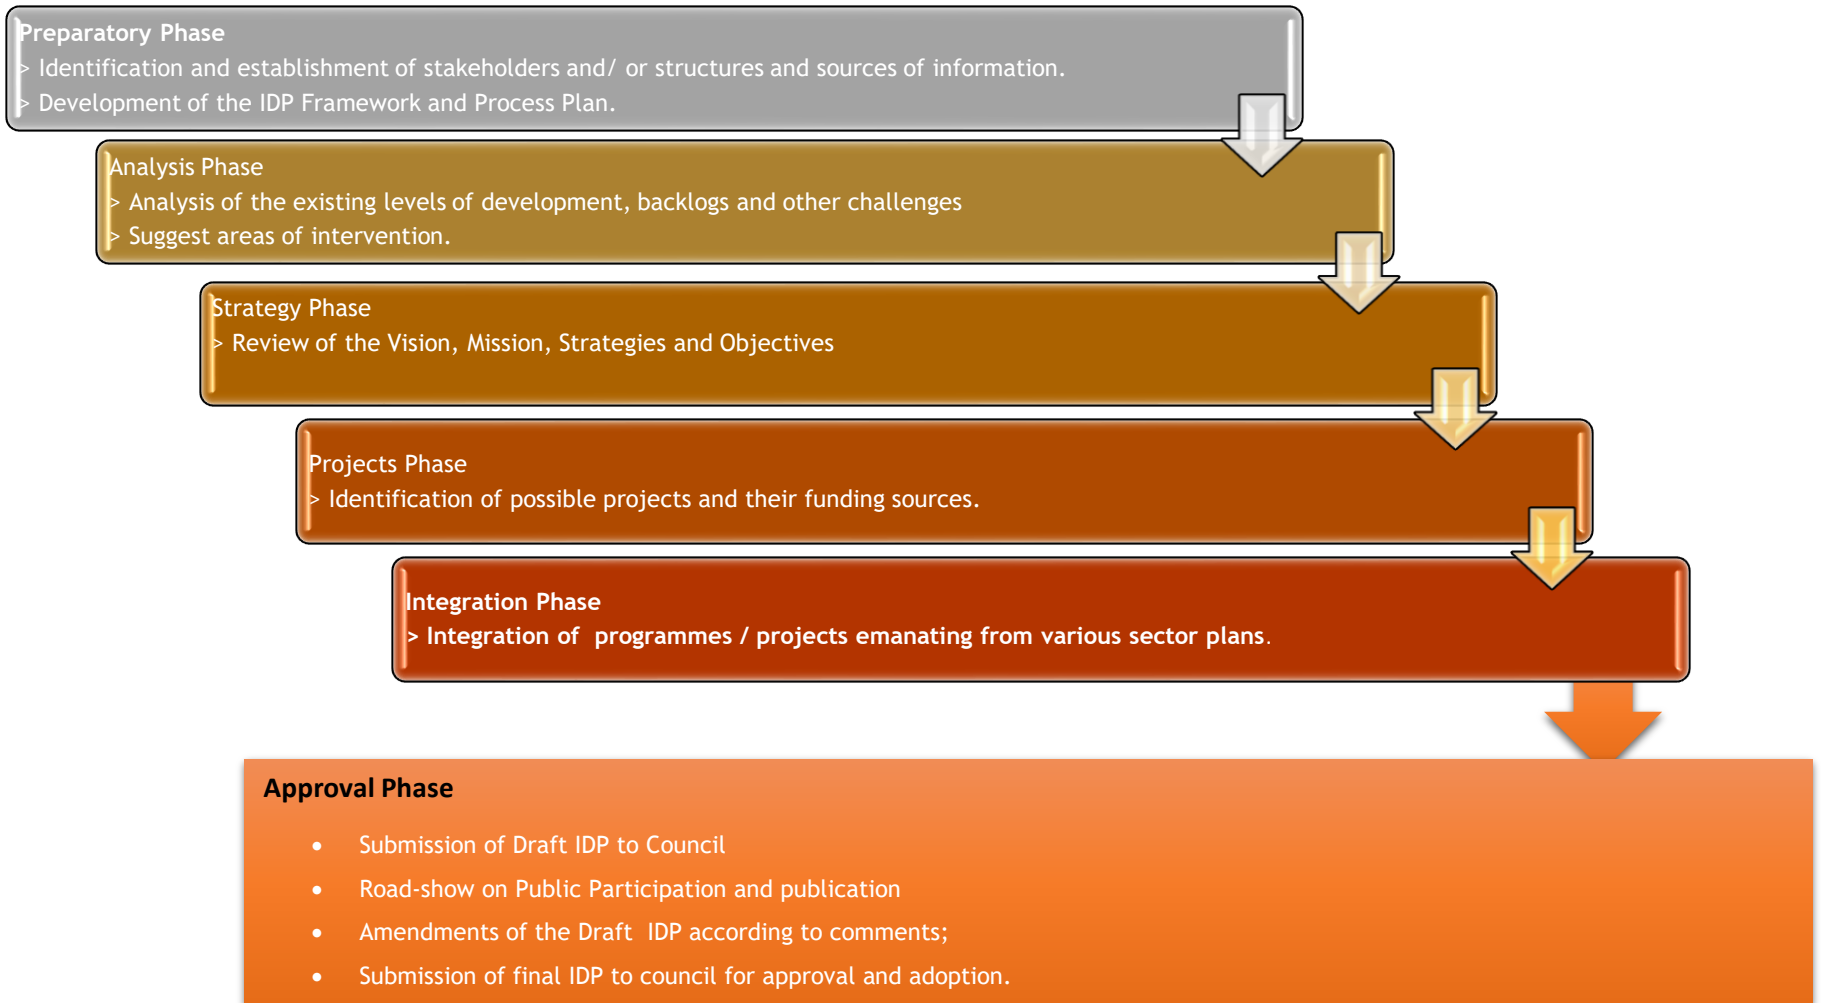 Preparatory Phase
> Identification and establishment of stakeholders and/ or structures and sources of information.
> Development of the IDP Framework and Process Plan.
Analysis Phase
> Analysis of the existing levels of development, backlogs and other challenges
> Suggest areas of intervention.
Strategy Phase
> Review of the Vision, Mission, Strategies and Objectives
Projects Phase
> Identification of possible projects and their funding sources.
Integration Phase
> Integration of  programmes / projects emanating from various sector plans.
Approval Phase
• Submission of Draft IDP to Council
• Road-show on Public Participation and publication
• Amendments of the Draft  IDP according to comments;
• Submission of final IDP to council for approval and adoption.